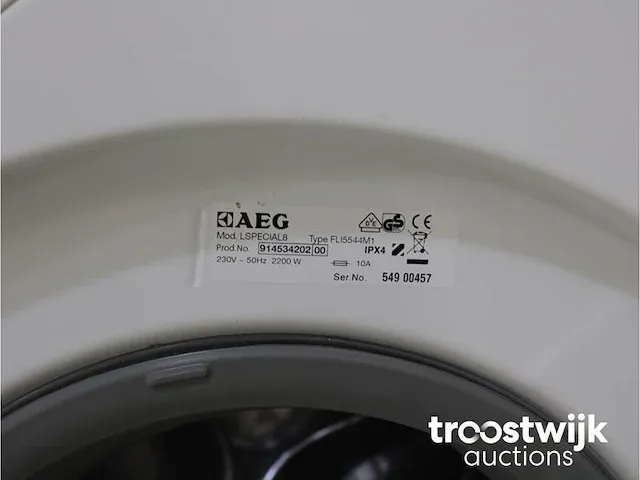 AEG
Mod. LSPECIAL8 Type FLI5544M1
Prod.No. 914534202 00 IPX4
230V ~ 50Hz 2200 W 10A
Ser.No. 549 00457
DVE GS CE
troostwijk
auctions